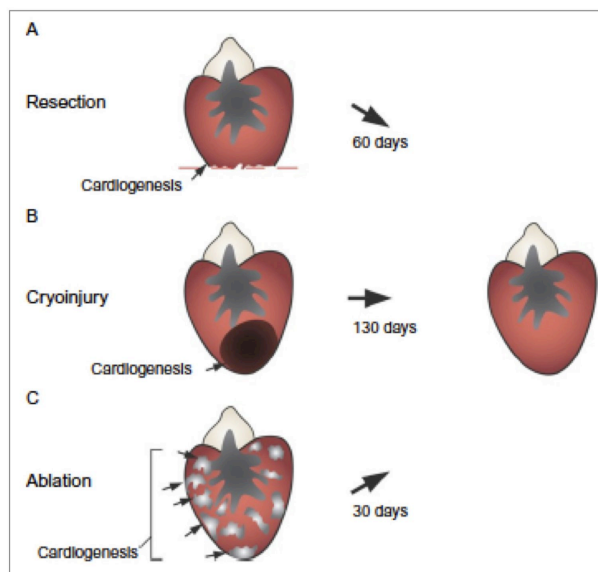 A
Resection
60 days
Cardiogenesis
B
Cryoinjury
130 days
Cardiogenesis
C
Ablation
30 days
Cardiogenesis